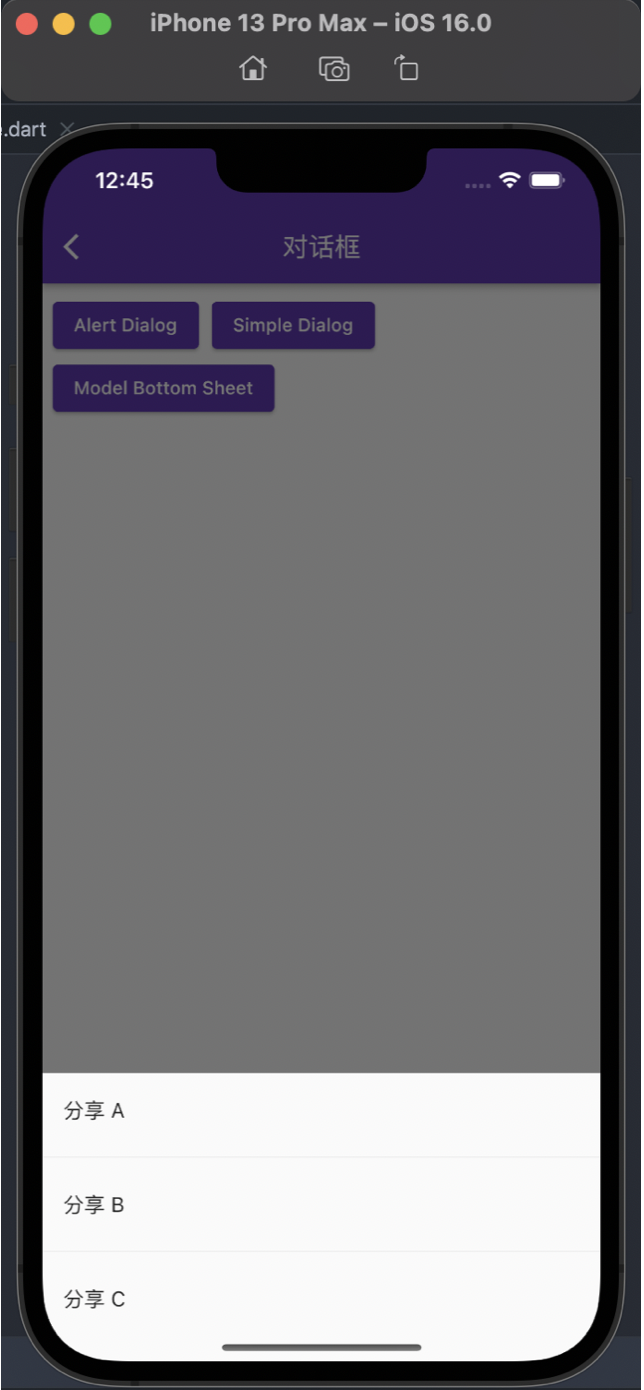 iPhone 13 Pro Max – iOS 16.0
.dart
12:45
对话框
Alert Dialog
Simple Dialog
Model Bottom Sheet
分享 A
分享 B
分享 C